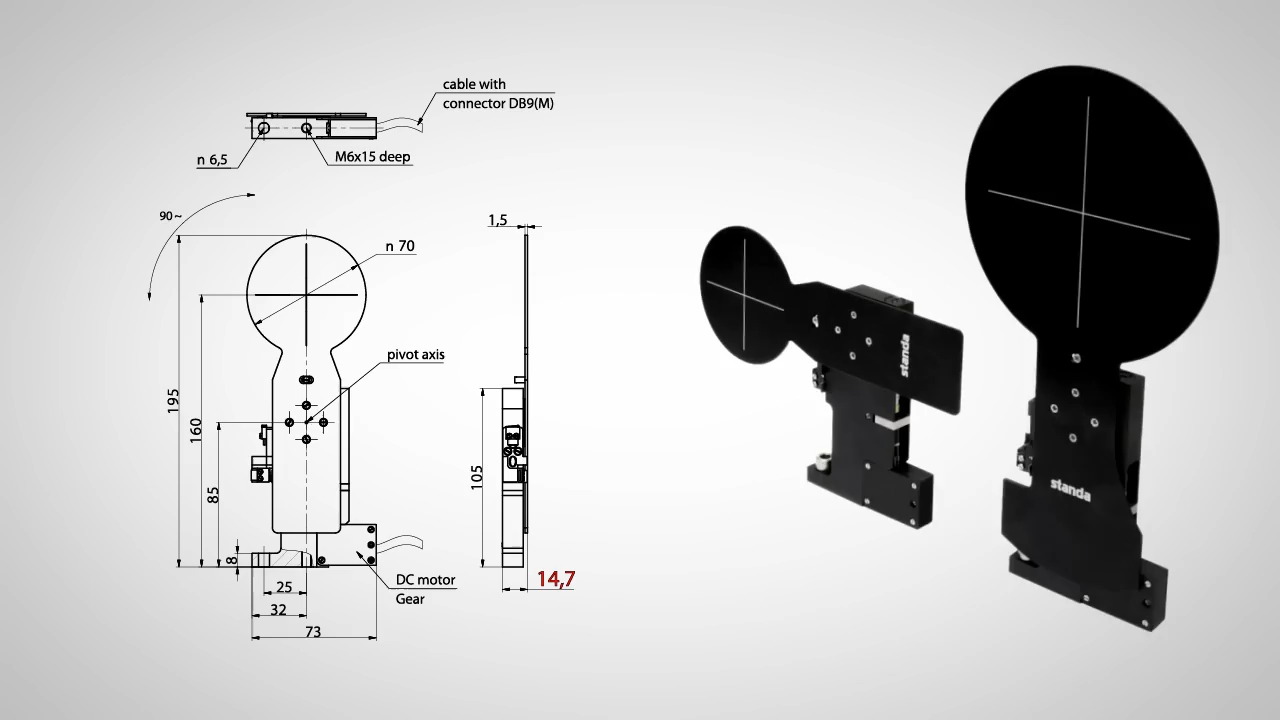 cable with
connector DB9(M)
n 6,5
M6x15 deep
90~
1,5
n 70
pivot axis
195
160
85
8
105
25
32
73
DC motor
Gear
14,7
standa
standa